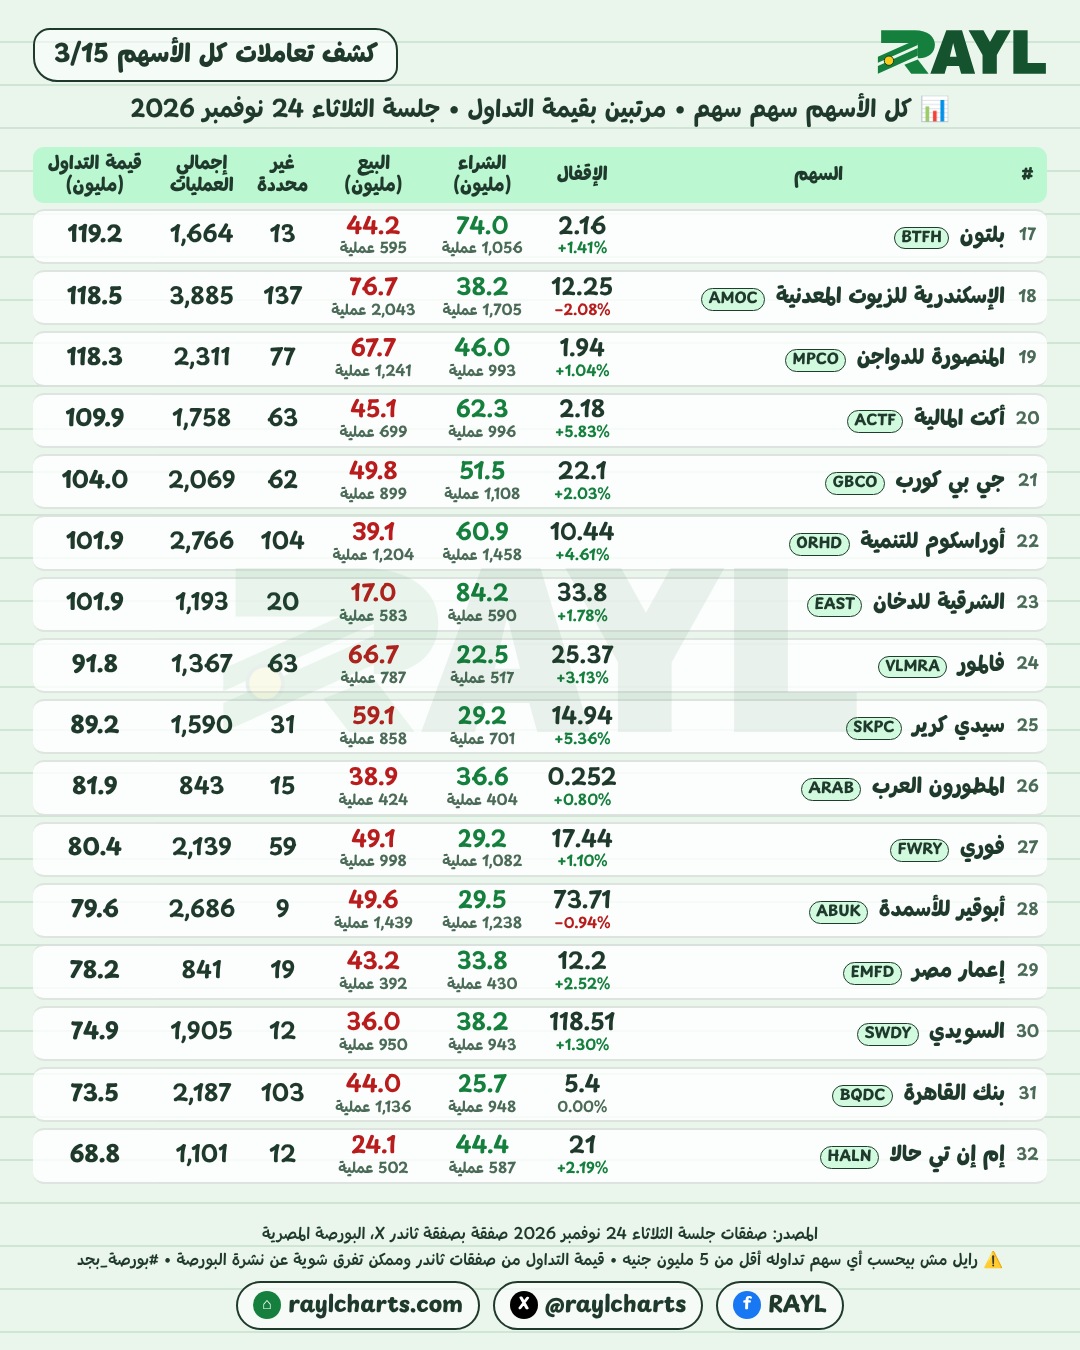 RAYL
كشف تعاملات كل الأسهم 3/15
📊 كل الأسهم سهم سهم • مرتبين بقيمة التداول • جلسة الثلاثاء 24 نوفمبر 2026
# السهم الإقفال الشراء (مليون) البيع (مليون) غير محددة إجمالي العمليات قيمة التداول (مليون)
17 بلتون BTFH 2.16 74.0 44.2 13 1,664 119.2
+1.41% 1,056 عملية 595 عملية
18 الإسكندرية للزيوت المعدنية AMOC 12.25 38.2 76.7 137 3,885 118.5
−2.08% 1,705 عملية 2,043 عملية
19 المنصورة للدواجن MPCO 1.94 46.0 67.7 77 2,311 118.3
+1.04% 993 عملية 1,241 عملية
20 أكت المالية ACTF 2.18 62.3 45.1 63 1,758 109.9
+5.83% 996 عملية 699 عملية
21 جي بي كورب GBCO 22.1 51.5 49.8 62 2,069 104.0
+2.03% 1,108 عملية 899 عملية
22 أوراسكوم للتنمية ORHD 10.44 60.9 39.1 104 2,766 101.9
+4.61% 1,458 عملية 1,204 عملية
23 الشرقية للدخان EAST 33.8 84.2 17.0 20 1,193 101.9
+1.78% 590 عملية 583 عملية
24 فالمور VLMRA 25.37 22.5 66.7 63 1,367 91.8
+3.13% 517 عملية 787 عملية
25 سيدي كرير SKPC 14.94 29.2 59.1 31 1,590 89.2
+5.36% 701 عملية 858 عملية
26 المطورون العرب ARAB 0.252 36.6 38.9 15 843 81.9
+0.80% 404 عملية 424 عملية
27 فوري FWRY 17.44 29.2 49.1 59 2,139 80.4
+1.10% 1,082 عملية 998 عملية
28 أبوقير للأسمدة ABUK 73.71 29.5 49.6 9 2,686 79.6
−0.94% 1,238 عملية 1,439 عملية
29 إعمار مصر EMFD 12.2 33.8 43.2 19 841 78.2
+2.52% 430 عملية 392 عملية
30 السويدي SWDY 118.51 38.2 36.0 12 1,905 74.9
+1.30% 943 عملية 950 عملية
31 بنك القاهرة BQDC 5.4 25.7 44.0 103 2,187 73.5
0.00% 948 عملية 1,136 عملية
32 إم إن تي حالا HALN 21 44.4 24.1 12 1,101 68.8
+2.19% 587 عملية 502 عملية
المصدر: صفقات جلسة الثلاثاء 24 نوفمبر 2026 صفقة بصفقة ثاندر X، البورصة المصرية
⚠️ رايل مش بيحسب أي سهم تداوله أقل من 5 مليون جنيه • قيمة التداول من صفقات ثاندر وممكن تفرق شوية عن نشرة البورصة • #بورصة_بجد
raylcharts.com @raylcharts RAYL